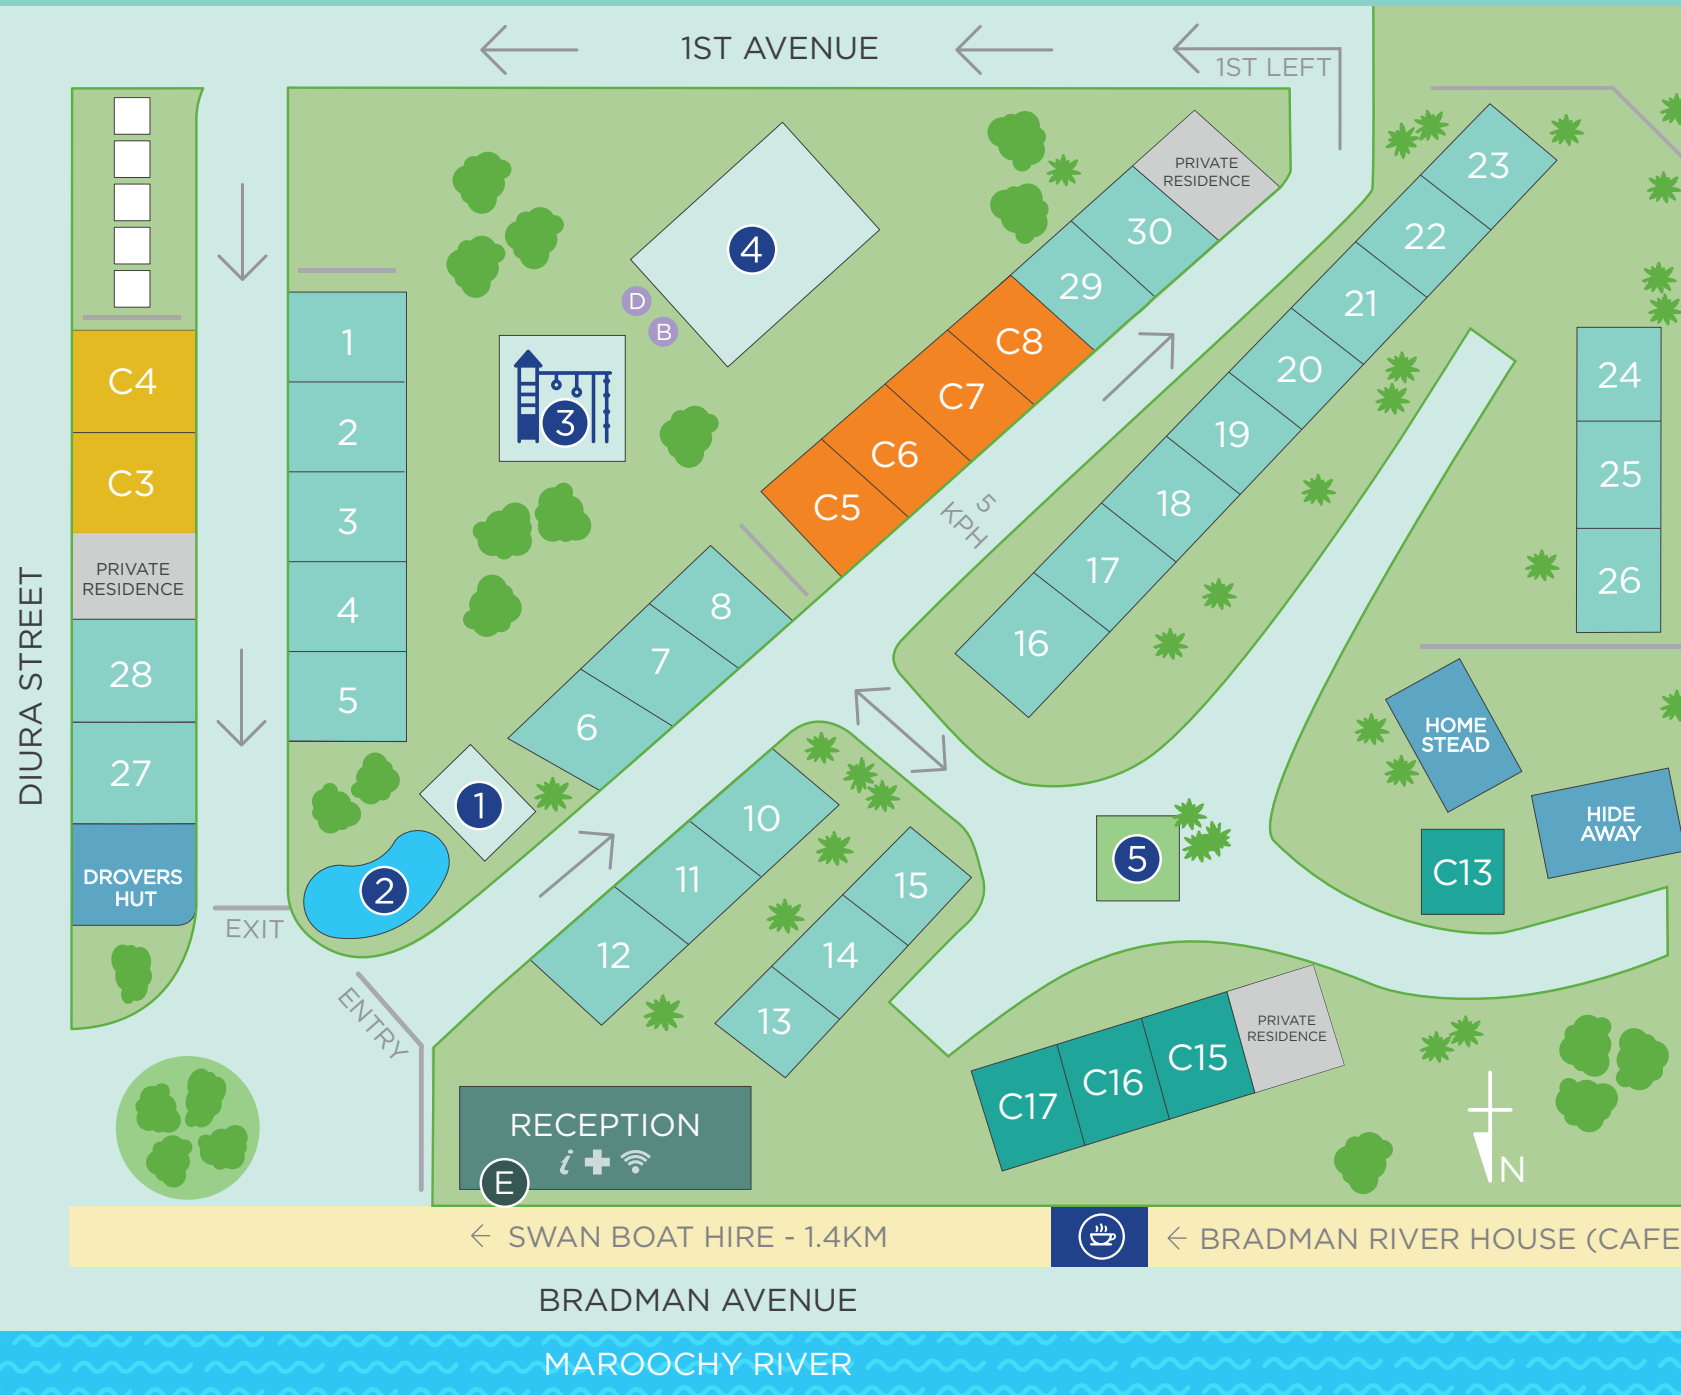 1ST AVENUE
1ST LEFT
PRIVATE
RESIDENCE
30
29
C8
C7
C6
C5
23
22
21
20
19
18
17
16
4
D
B
3
C4
C3
PRIVATE
RESIDENCE
28
27
DROVERS
HUT
DIURA STREET
1
2
3
4
5
8
7
6
5
KPH
24
25
26
1
2
EXIT
ENTRY
10
11
12
15
14
13
5
HOME
STEAD
HIDE
AWAY
C13
PRIVATE
RESIDENCE
C15
C16
C17
N
RECEPTION
i
E
SWAN BOAT HIRE - 1.4KM
BRADMAN RIVER HOUSE (CAFE
BRADMAN AVENUE
MAROOCHY RIVER